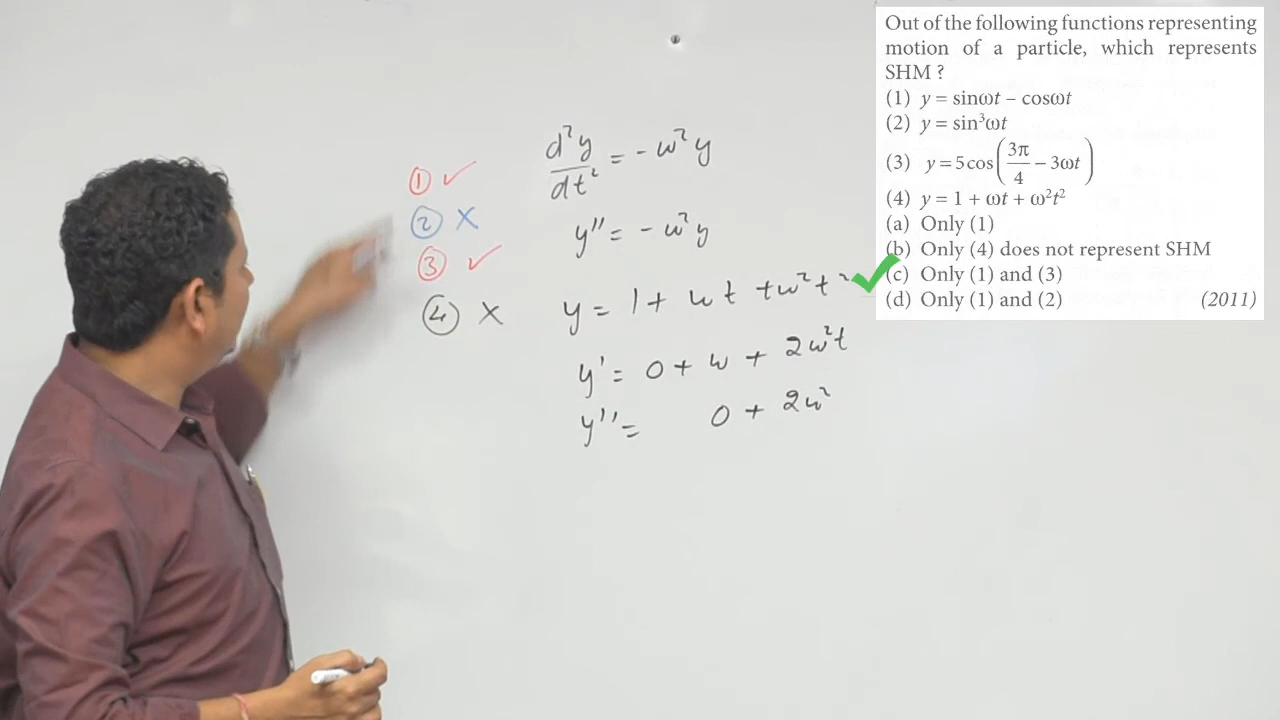 ① ✓
② X
③ ✓
④ X
d²y/dt² = - ω²y
y'' = - ω²y
y = 1 + ωt + ω²t²
y' = 0 + ω + 2ω²t
y'' = 0 + 2ω²
Out of the following functions representing
motion of a particle, which represents
SHM ?
(1) y = sinωt – cosωt
(2) y = sin³ωt
(3) y = 5cos(3π/4 – 3ωt)
(4) y = 1 + ωt + ω²t²
(a) Only (1)
(b) Only (4) does not represent SHM
(c) Only (1) and (3)
(d) Only (1) and (2) (2011)